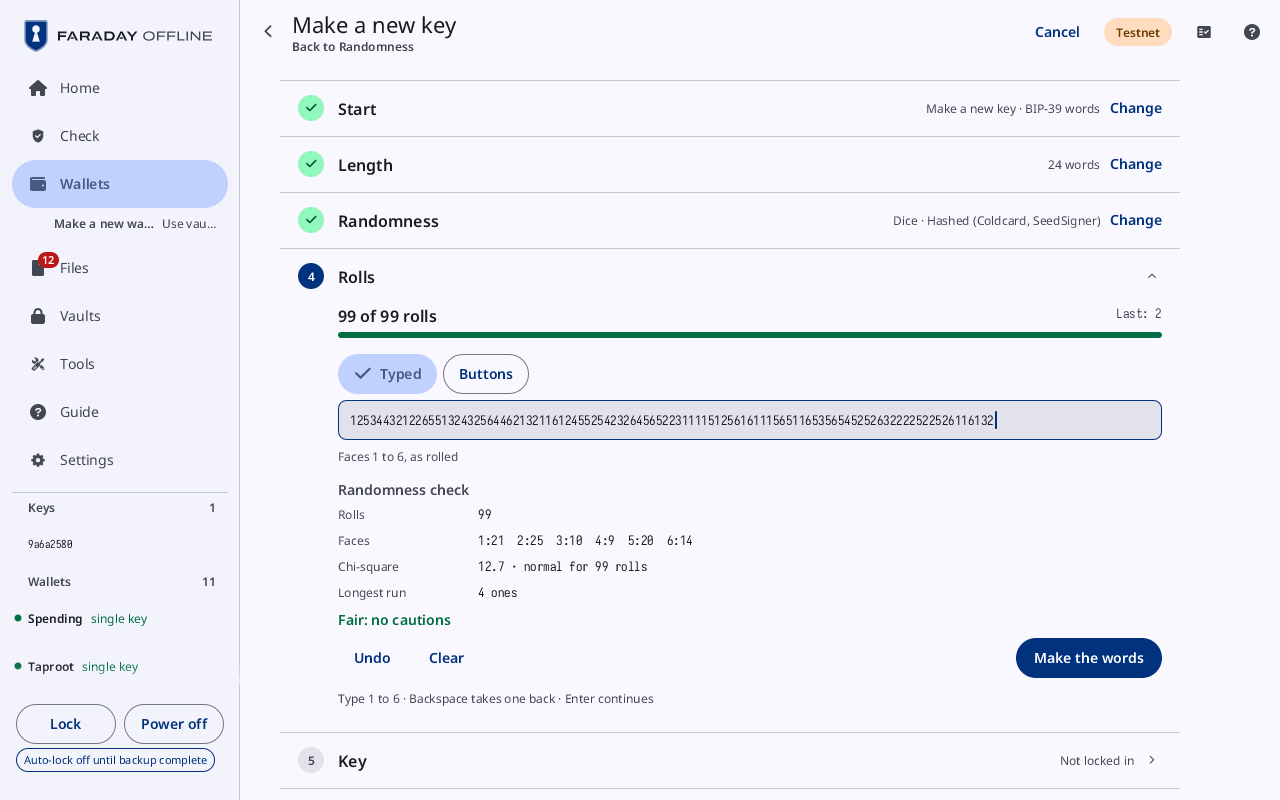 FARADAY OFFLINE
Home
Check
Wallets
Make a new wa... Use vau...
12
Files
Vaults
Tools
Guide
Settings
Keys 1
9a6a2580
Wallets 11
Spending single key
Taproot single key
Lock Power off
Auto-lock off until backup complete
Make a new key
Back to Randomness
Cancel Testnet
Start Make a new key · BIP-39 words Change
Length 24 words Change
Randomness Dice · Hashed (Coldcard, SeedSigner) Change
4 Rolls
99 of 99 rolls Last: 2
Typed Buttons
Faces 1 to 6, as rolled
Randomness check
Rolls 99
Faces 1:21 2:25 3:10 4:9 5:20 6:14
Chi-square 12.7 · normal for 99 rolls
Longest run 4 ones
Fair: no cautions
Undo Clear Make the words
Type 1 to 6 · Backspace takes one back · Enter continues
5 Key Not locked in